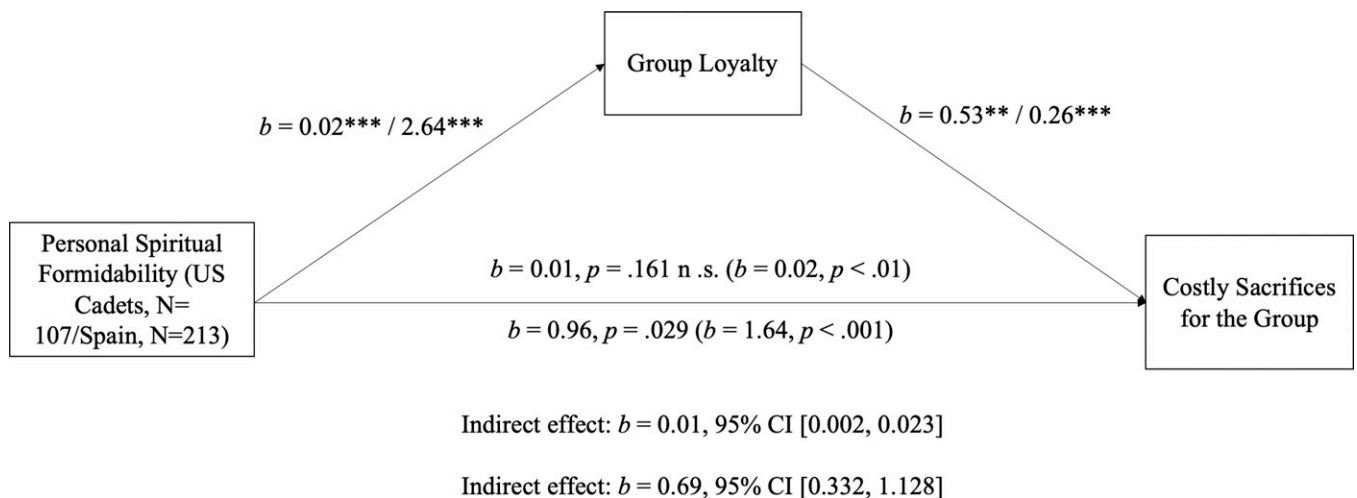 Group Loyalty
b = 0.02*** / 2.64***
b = 0.53** / 0.26***
Personal Spiritual
Formidability (US
Cadets, N=
107/Spain, N=213)
b = 0.01, p = .161 n .s. (b = 0.02, p < .01)
b = 0.96, p = .029 (b = 1.64, p < .001)
Costly Sacrifices
for the Group
Indirect effect: b = 0.01, 95% CI [0.002, 0.023]
Indirect effect: b = 0.69, 95% CI [0.332, 1.128]